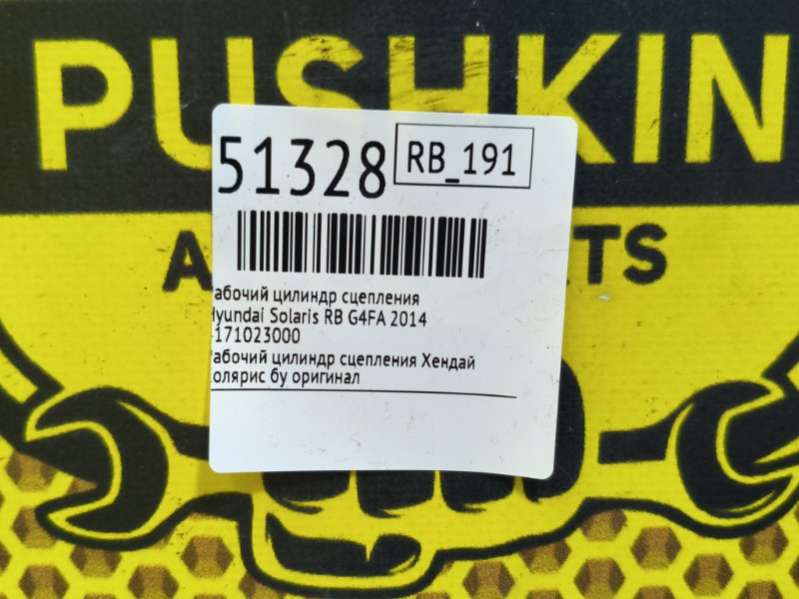 PUSHKIN
51328
RB_191
TS
абочий цилиндр сцепления
Hyundai Solaris RB G4FA 2014
171023000
абочий цилиндр сцепления Хендай
олярис бу оригинал